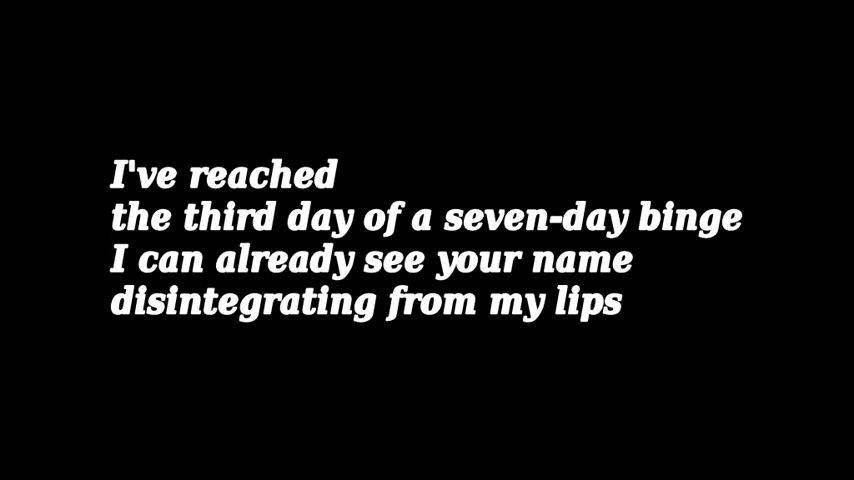 I've reached
the third day of a seven-day binge
I can already see your name
disintegrating from my lips